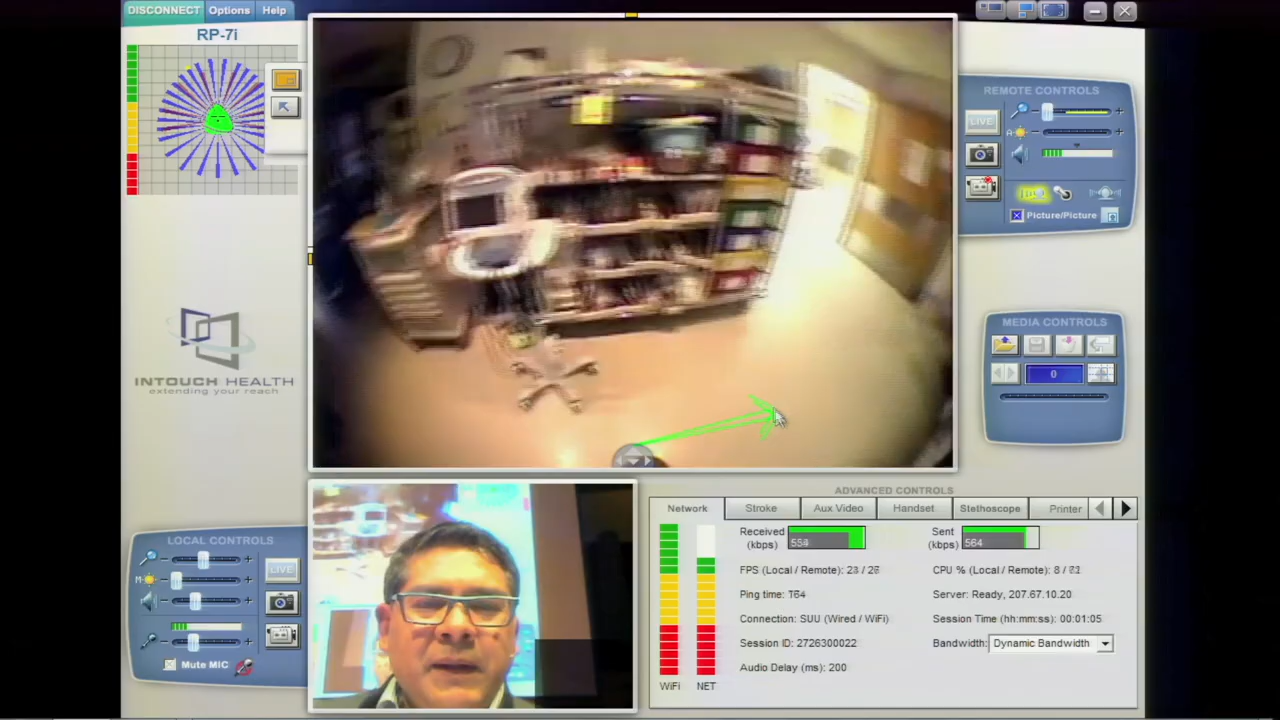 DISCONNECT Options Help
RP-7i
REMOTE CONTROLS
LIVE
A
Picture/Picture
MEDIA CONTROLS
0
INTOUCH HEALTH
extending your reach
LOCAL CONTROLS
LIVE
M
Mute MIC
ADVANCED CONTROLS
Network Stroke Aux Video Handset Stethoscope Printer
Received (kbps)
Sent (kbps) 564
FPS (Local / Remote):
CPU % (Local / Remote): 8 /
Ping time:
Server: Ready, 207.67.10.20
Connection: SUU (Wired / WiFi)
Session Time (hh:mm:ss): 00:01:05
Session ID: 2726300022
Bandwidth: Dynamic Bandwidth
Audio Delay (ms): 200
WiFi NET